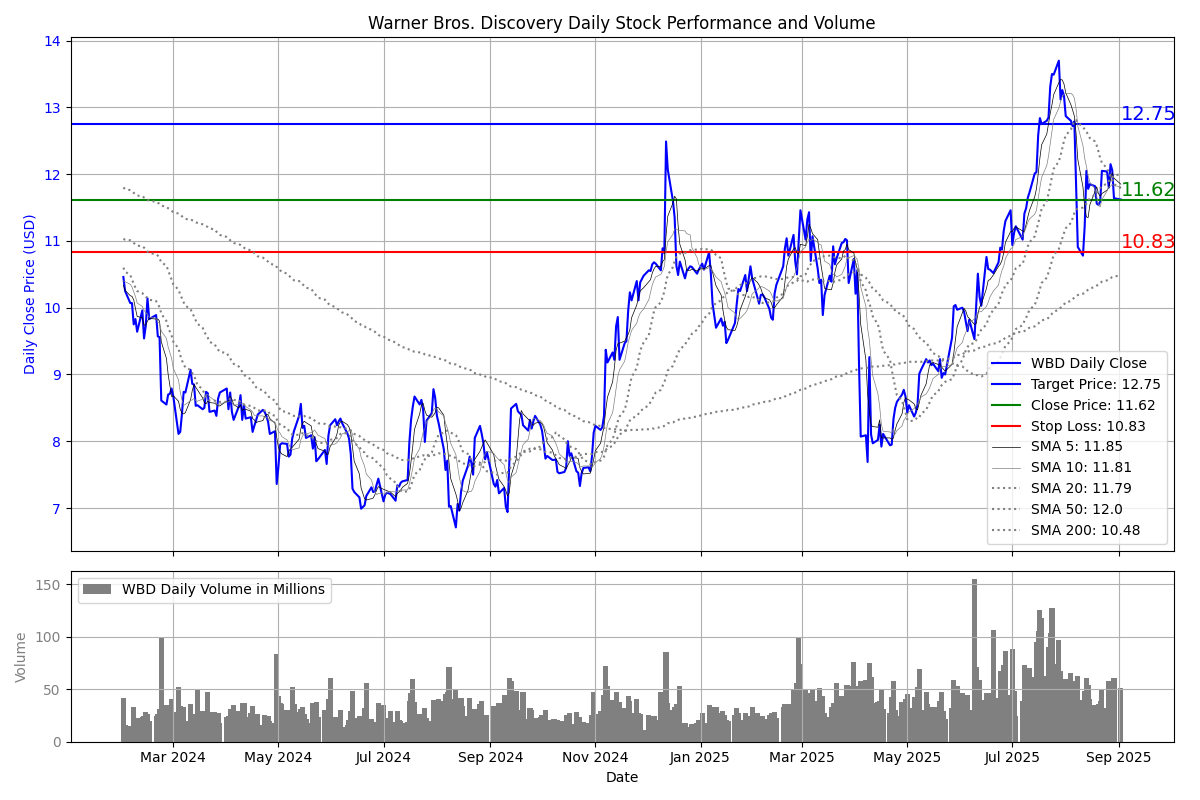 Warner Bros. Discovery Daily Stock Performance and Volume
14
13
12
11
10
9
8
7
Daily Close Price (USD)
12.75
11.62
10.83
WBD Daily Close
Target Price: 12.75
Close Price: 11.62
Stop Loss: 10.83
SMA 5: 11.85
SMA 10: 11.81
SMA 20: 11.79
SMA 50: 12.0
SMA 200: 10.48
150
100
50
0
Volume
WBD Daily Volume in Millions
Mar 2024 May 2024 Jul 2024 Sep 2024 Nov 2024 Jan 2025 Mar 2025 May 2025 Jul 2025 Sep 2025
Date